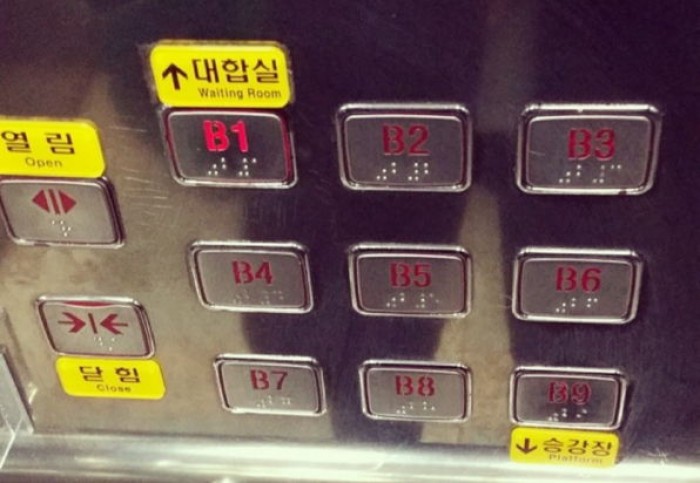 ↑대합실
Waiting Room
B1
B2
B3
열림
Open
B4
B5
B6
닫힘
Close
B7
B8
B9
↓승강장
Platform